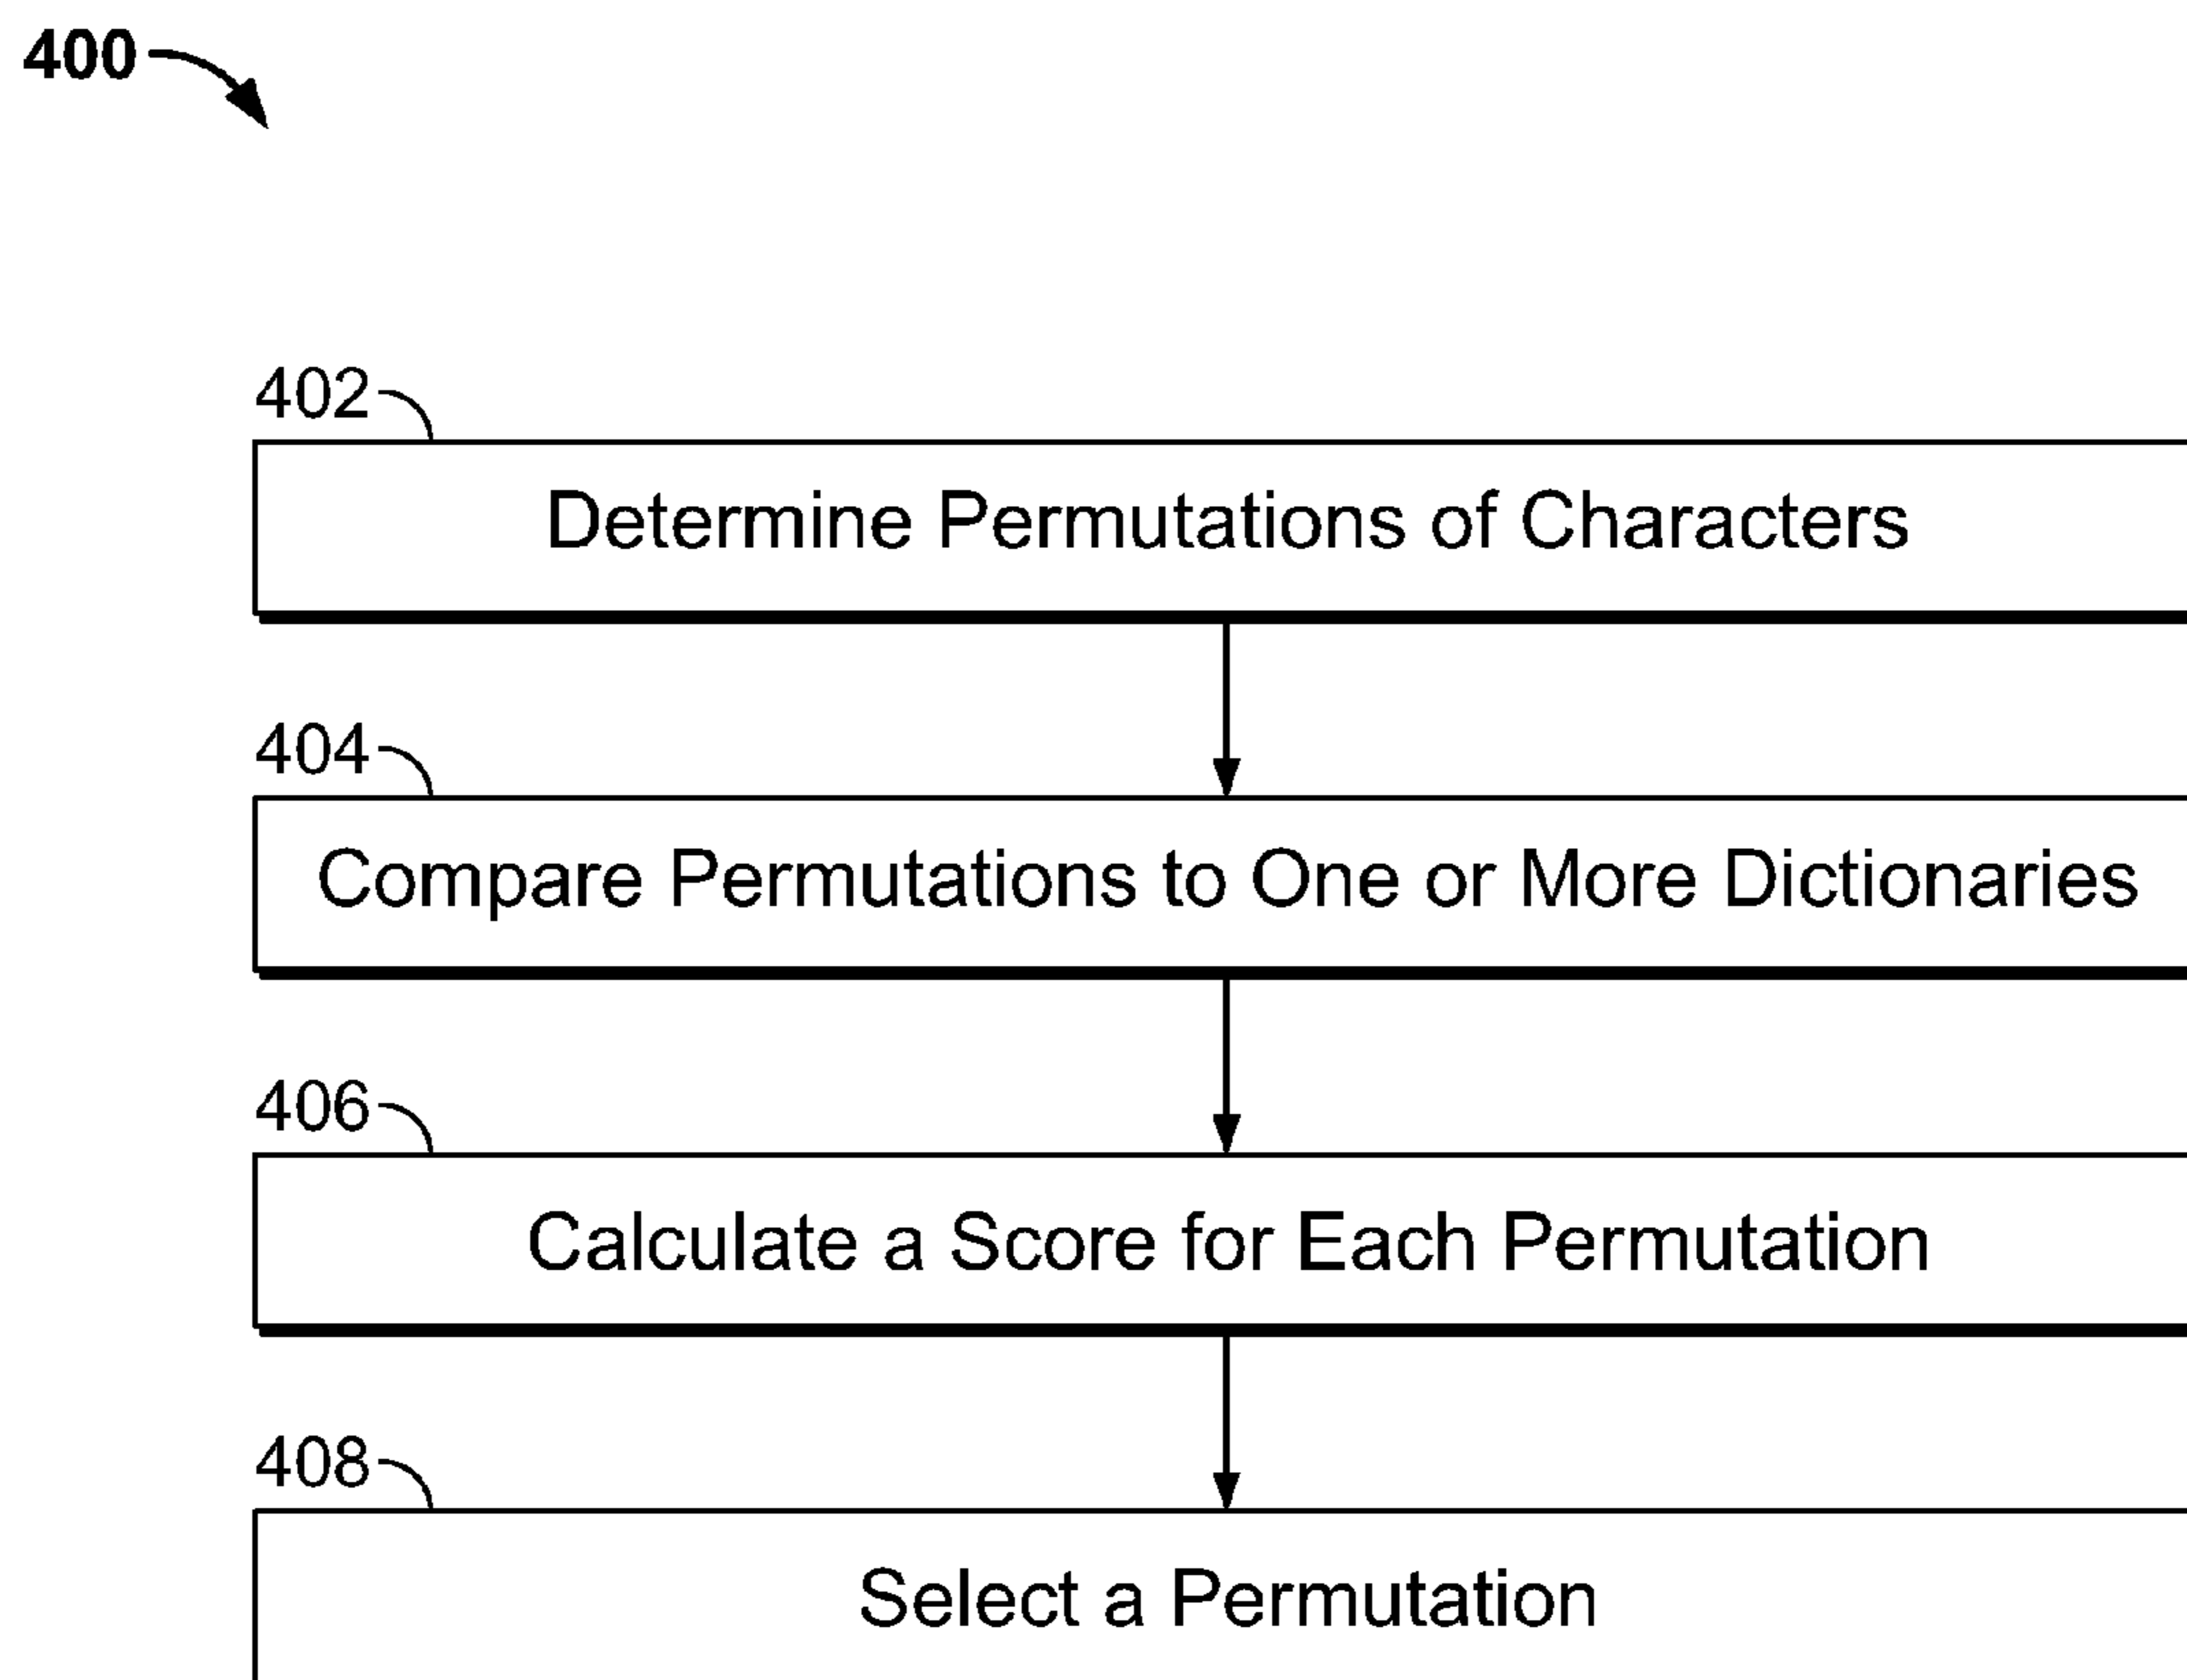 400
402
Determine Permutations of Characters
404
Compare Permutations to One or More Dictionaries
406
Calculate a Score for Each Permutation
408
Select a Permutation